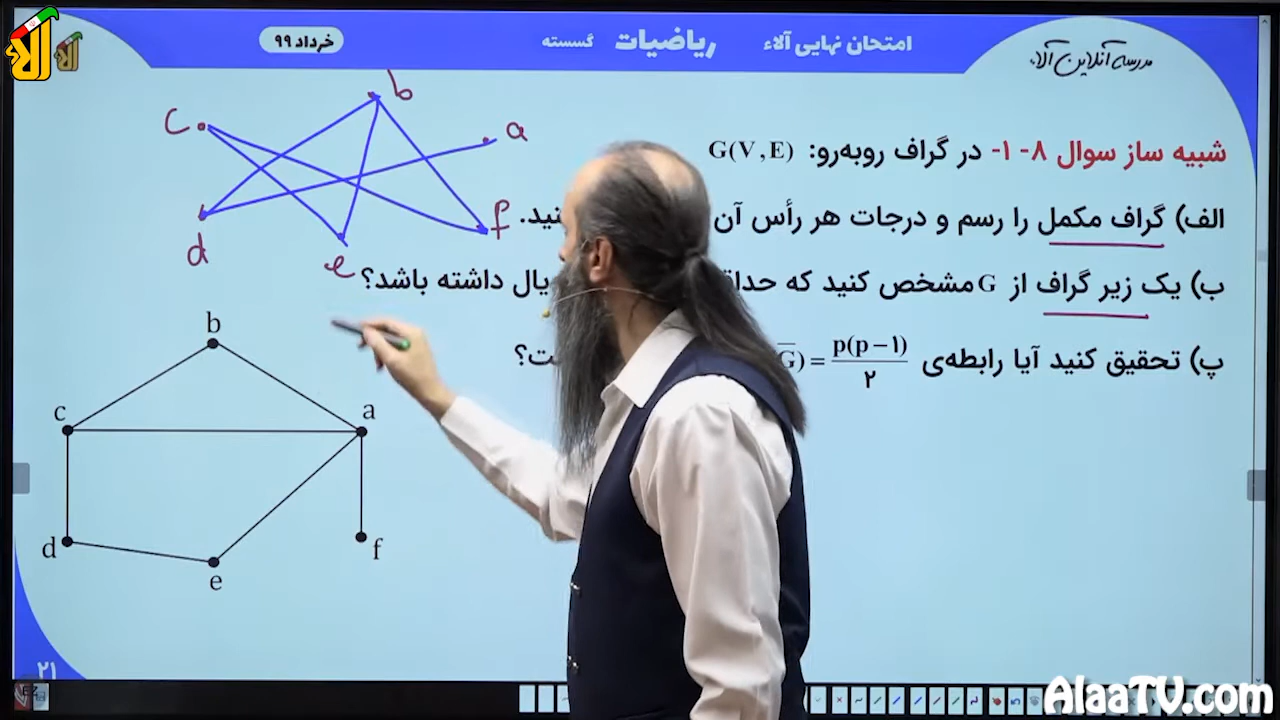 خرداد ۹۹
امتحان نهایی آلاء ریاضیات گسسته
مدرسه آنلاین آلاء
شبیه ساز سوال ۸- ۱- در گراف روبه‌رو: G(V,E)
الف) گراف مکمل را رسم و درجات هر رأس آن نید.
ب) یک زیر گراف از G مشخص کنید که حداق یال داشته باشد؟
پ) تحقیق کنید آیا رابطه‌ی p(p-۱)/۲ = G̅) ت؟
b
c
a
d
e
f
b
c
a
d
e
f
۲۱
AlaaTV.com